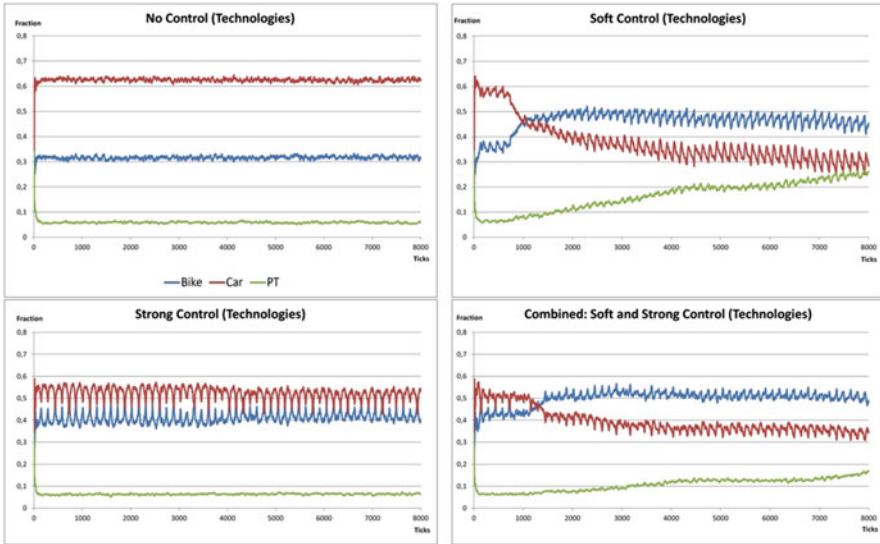 No Control (Technologies)
Fraction
0,8
0,7
0,6
0,5
0,4
0,3
0,2
0,1
0
0 1000 2000 3000 4000 5000 6000 7000 8000
Ticks
Bike Car PT
Soft Control (Technologies)
Fraction
0,8
0,7
0,6
0,5
0,4
0,3
0,2
0,1
0
0 1000 2000 3000 4000 5000 6000 7000 8000
Ticks
Strong Control (Technologies)
Fraction
0,8
0,7
0,6
0,5
0,4
0,3
0,2
0,1
0
0 1000 2000 3000 4000 5000 6000 7000 8000
Ticks
Combined: Soft and Strong Control (Technologies)
Fraction
0,8
0,7
0,6
0,5
0,4
0,3
0,2
0,1
0
0 1000 2000 3000 4000 5000 6000 7000 8000
Ticks